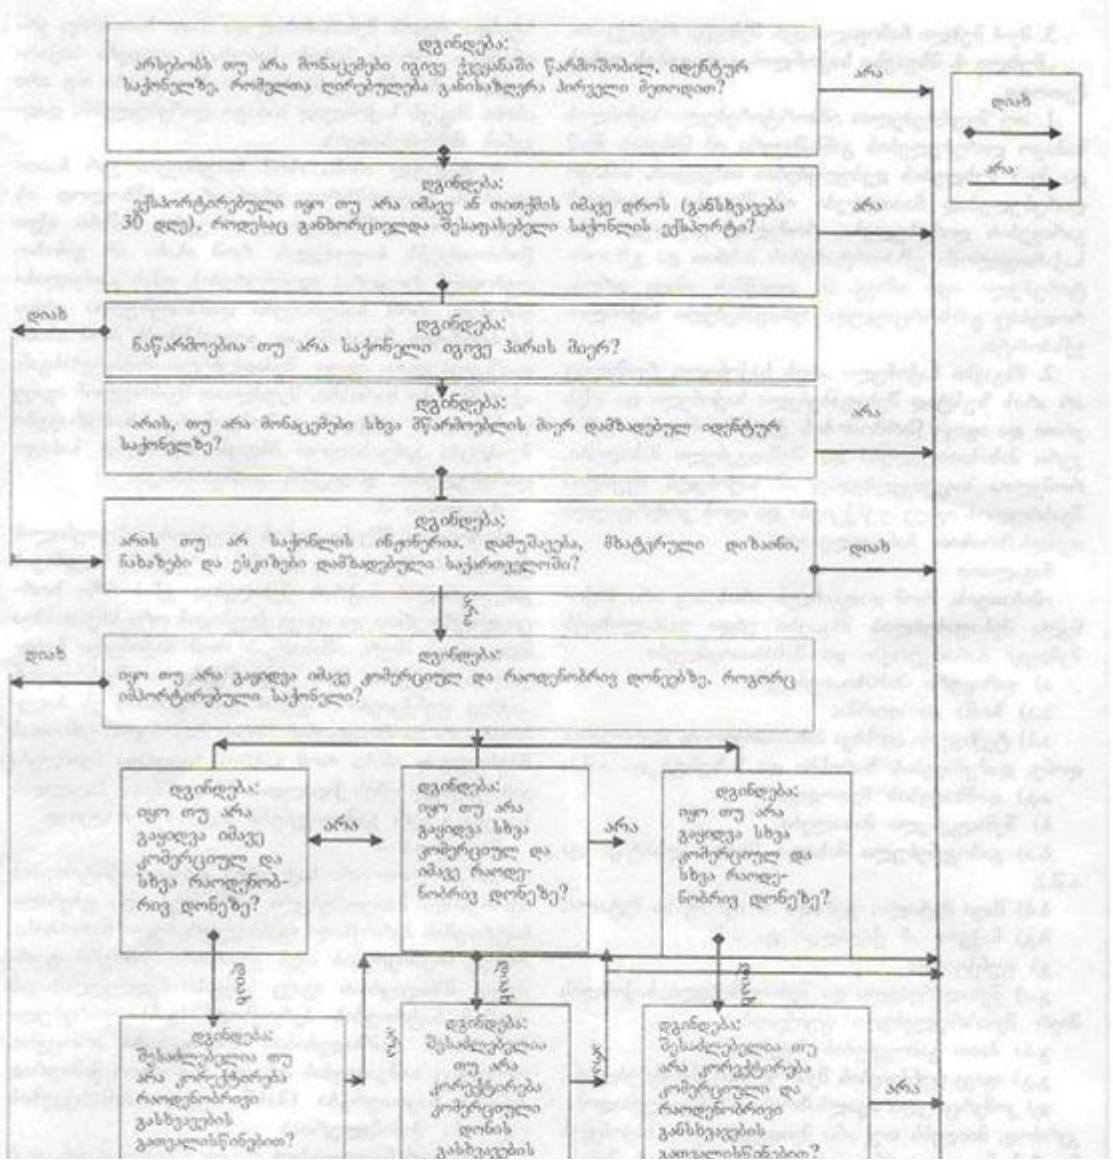 დგინდება:
არსებობს თუ არა მონაცემები იგივე ქვეყანაში წარმოშობილ, იდენტურ
საქონელზე, რომელთა ღირებულება განისაზღვრა პირველი მეთოდით?
არა
დიახ
არა
დგინდება:
ექსპორტირებული იყო თუ არა იმავე ან თითქმის იმავე დროს (განსხვავება
30 დღე), როდესაც განხორციელდა შესაფასებელი საქონლის ექსპორტი?
არა
დიახ
დგინდება:
ნაწარმოებია თუ არა საქონელი იგივე პირის მიერ?
დგინდება:
არის, თუ არა მონაცემები სხვა მწარმოებლის მიერ დამზადებულ იდენტურ
საქონელზე?
არა
დგინდება:
არის თუ არ საქონლის ინჟინერია, დამუშავება, მხატვრული დიზაინი,
ნახაზები და ესკიზები დამზადებული საქართველოში?
დიახ
არა
დიახ
დგინდება:
იყო თუ არა გაყიდვა იმავე კომერციულ და რაოდენობრივ დონეებზე, როგორც
იმპორტირებული საქონელი?
დგინდება:
იყო თუ არა
გაყიდვა იმავე
კომერციულ და
სხვა რაოდენობ-
რივ დონეზე?
არა
დგინდება:
იყო თუ არა
გაყიდვა სხვა
კომერციულ და
იმავე რაოდე-
ნობრივ დონეზე?
არა
დგინდება:
იყო თუ არა
გაყიდვა სხვა
კომერციულ და
სხვა რაოდე-
ნობრივ დონეზე?
დიახ
დიახ
დიახ
დგინდება:
შესაძლებელია თუ
არა კორექტირება
რაოდენობრივი
გასხვავების
გათვალისწინებით?
არა
დგინდება:
შესაძლებელია
თუ არა
კორექტირება
კომერციული
დონის
გასხვავების
არა
დგინდება:
შესაძლებელია თუ
არა კორექტირება
კომერციული და
რაოდენობრივი
განსხვავების
გათვალისწინებით?
არა